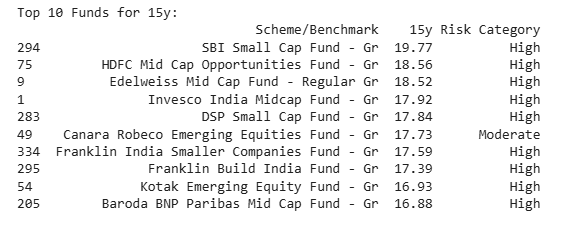 Top 10 Funds for 15y:
Scheme/Benchmark 15y Risk Category
294 SBI Small Cap Fund - Gr 19.77 High
75 HDFC Mid Cap Opportunities Fund - Gr 18.56 High
9 Edelweiss Mid Cap Fund - Regular Gr 18.52 High
1 Invesco India Midcap Fund - Gr 17.92 High
283 DSP Small Cap Fund - Gr 17.84 High
49 Canara Robeco Emerging Equities Fund - Gr 17.73 Moderate
334 Franklin India Smaller Companies Fund - Gr 17.59 High
295 Franklin Build India Fund - Gr 17.39 High
54 Kotak Emerging Equity Fund - Gr 16.93 High
205 Baroda BNP Paribas Mid Cap Fund - Gr 16.88 High